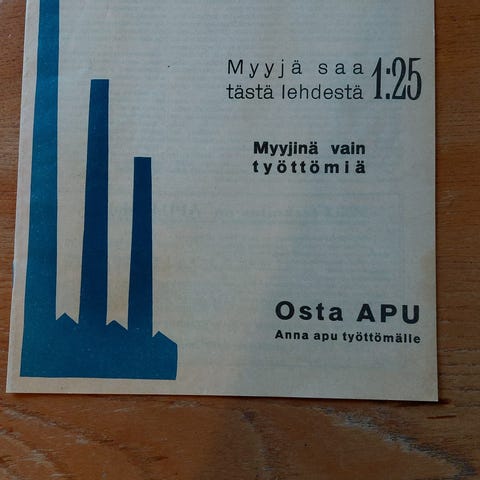 Myyjä saa 1:25
tästä lehdestä
Myyjinä vain
työttömiä
Osta APU
Anna apu työttömälle